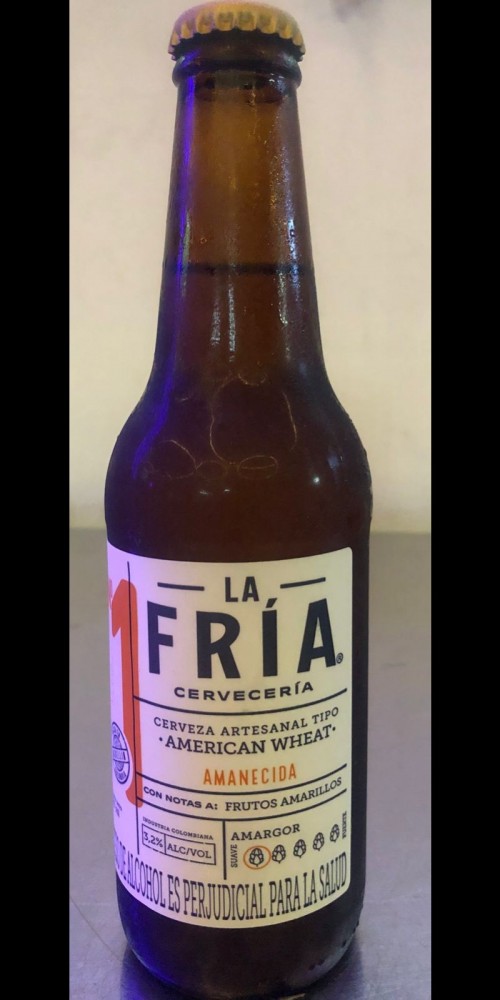 1
LA
FRÍA®
CERVECERÍA
CERVEZA ARTESANAL TIPO
·AMERICAN WHEAT·
AMANECIDA
CON NOTAS A: FRUTOS AMARILLOS
INDUSTRIA COLOMBIANA
3,2% ALC/VOL
AMARGOR
SUAVE
FUERTE
DE ALCOHOL ES PERJUDICIAL PARA LA SALUD